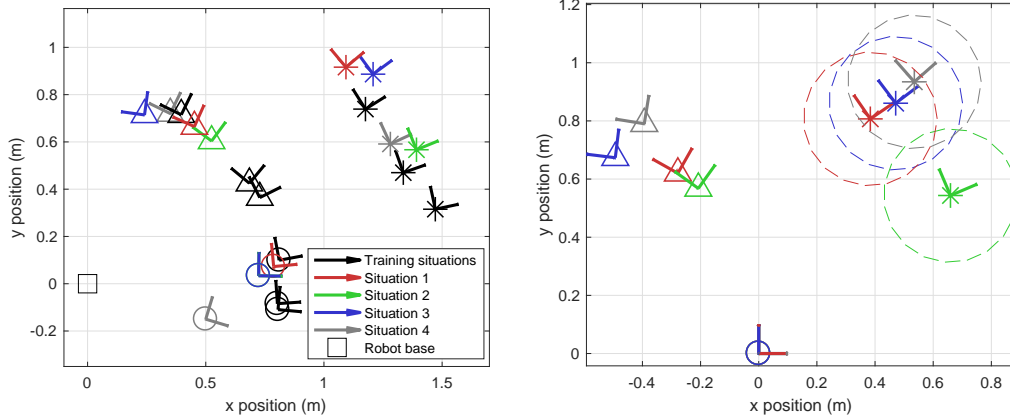 1
0.8
0.6
0.4
0.2
0
-0.2
0
0.5
1
1.5
x position (m)
y position (m)
Training situations
Situation 1
Situation 2
Situation 3
Situation 4
Robot base
1.2
1
0.8
0.6
0.4
0.2
0
-0.4
-0.2
0
0.2
0.4
0.6
0.8
x position (m)
y position (m)